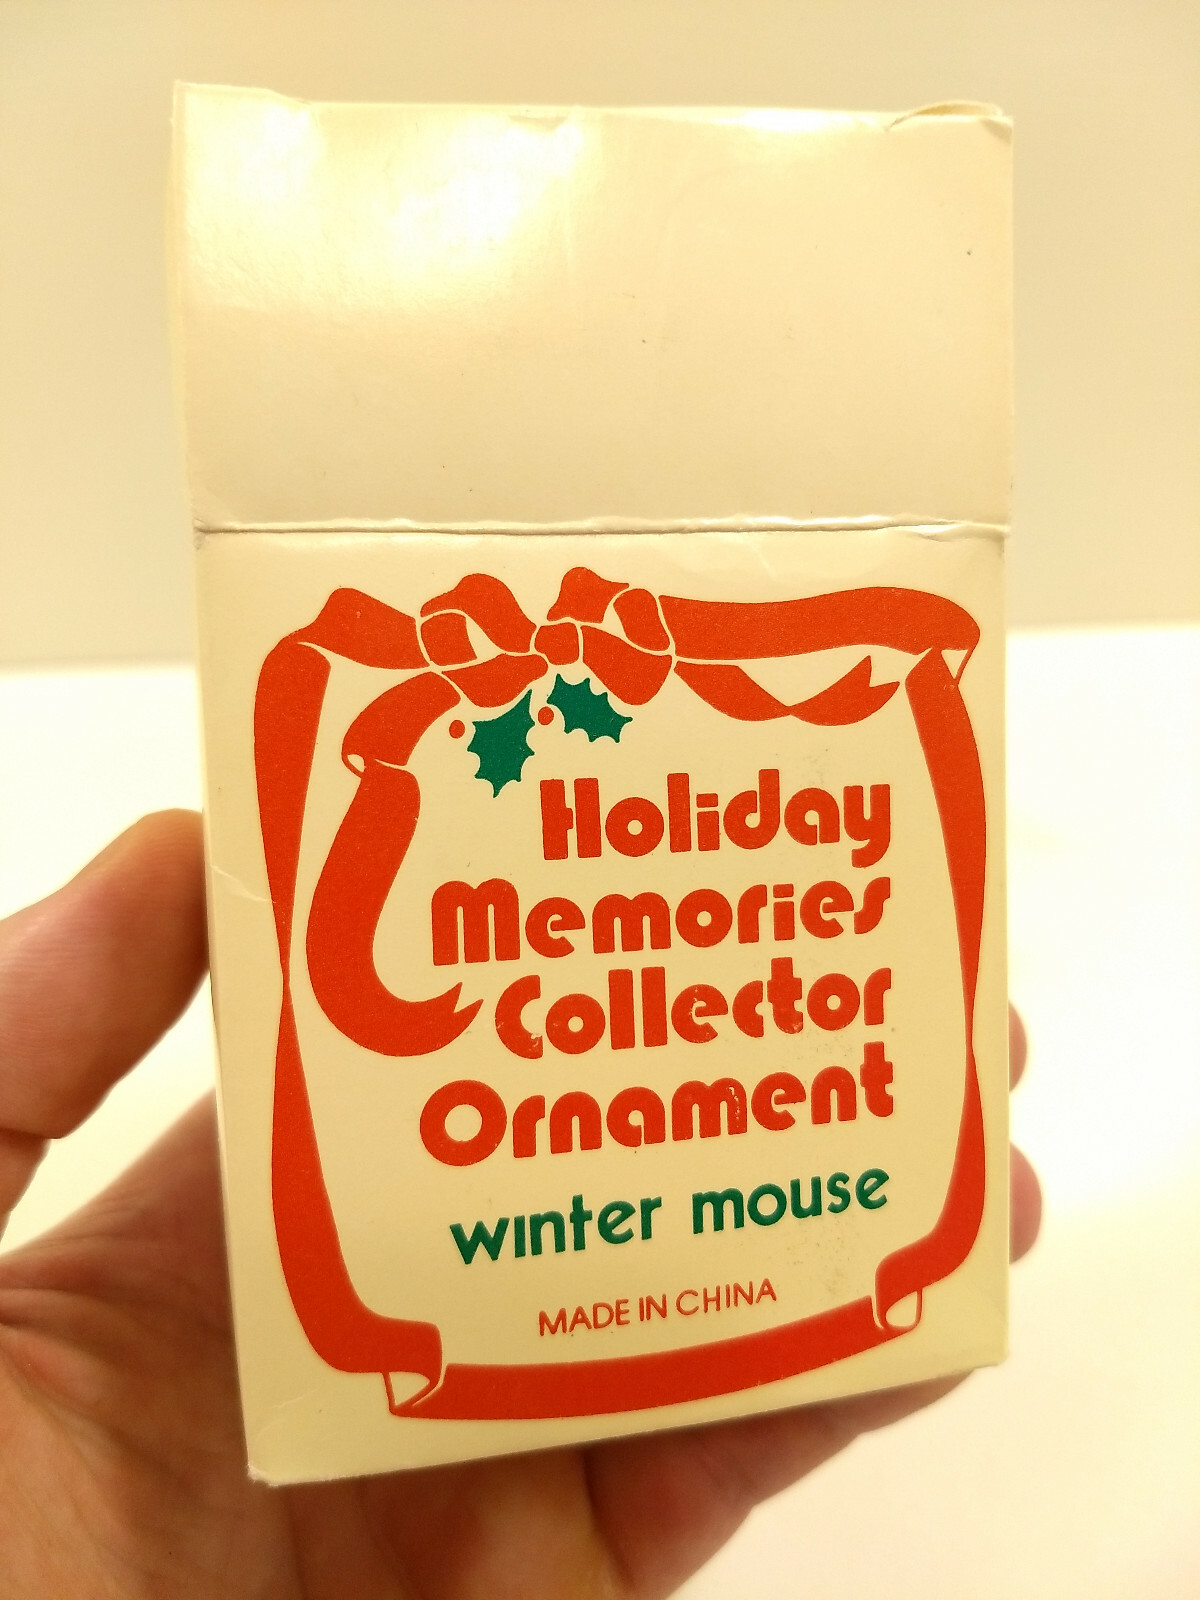 Holiday
Memories
Collector
Ornament
winter mouse
MADE IN CHINA